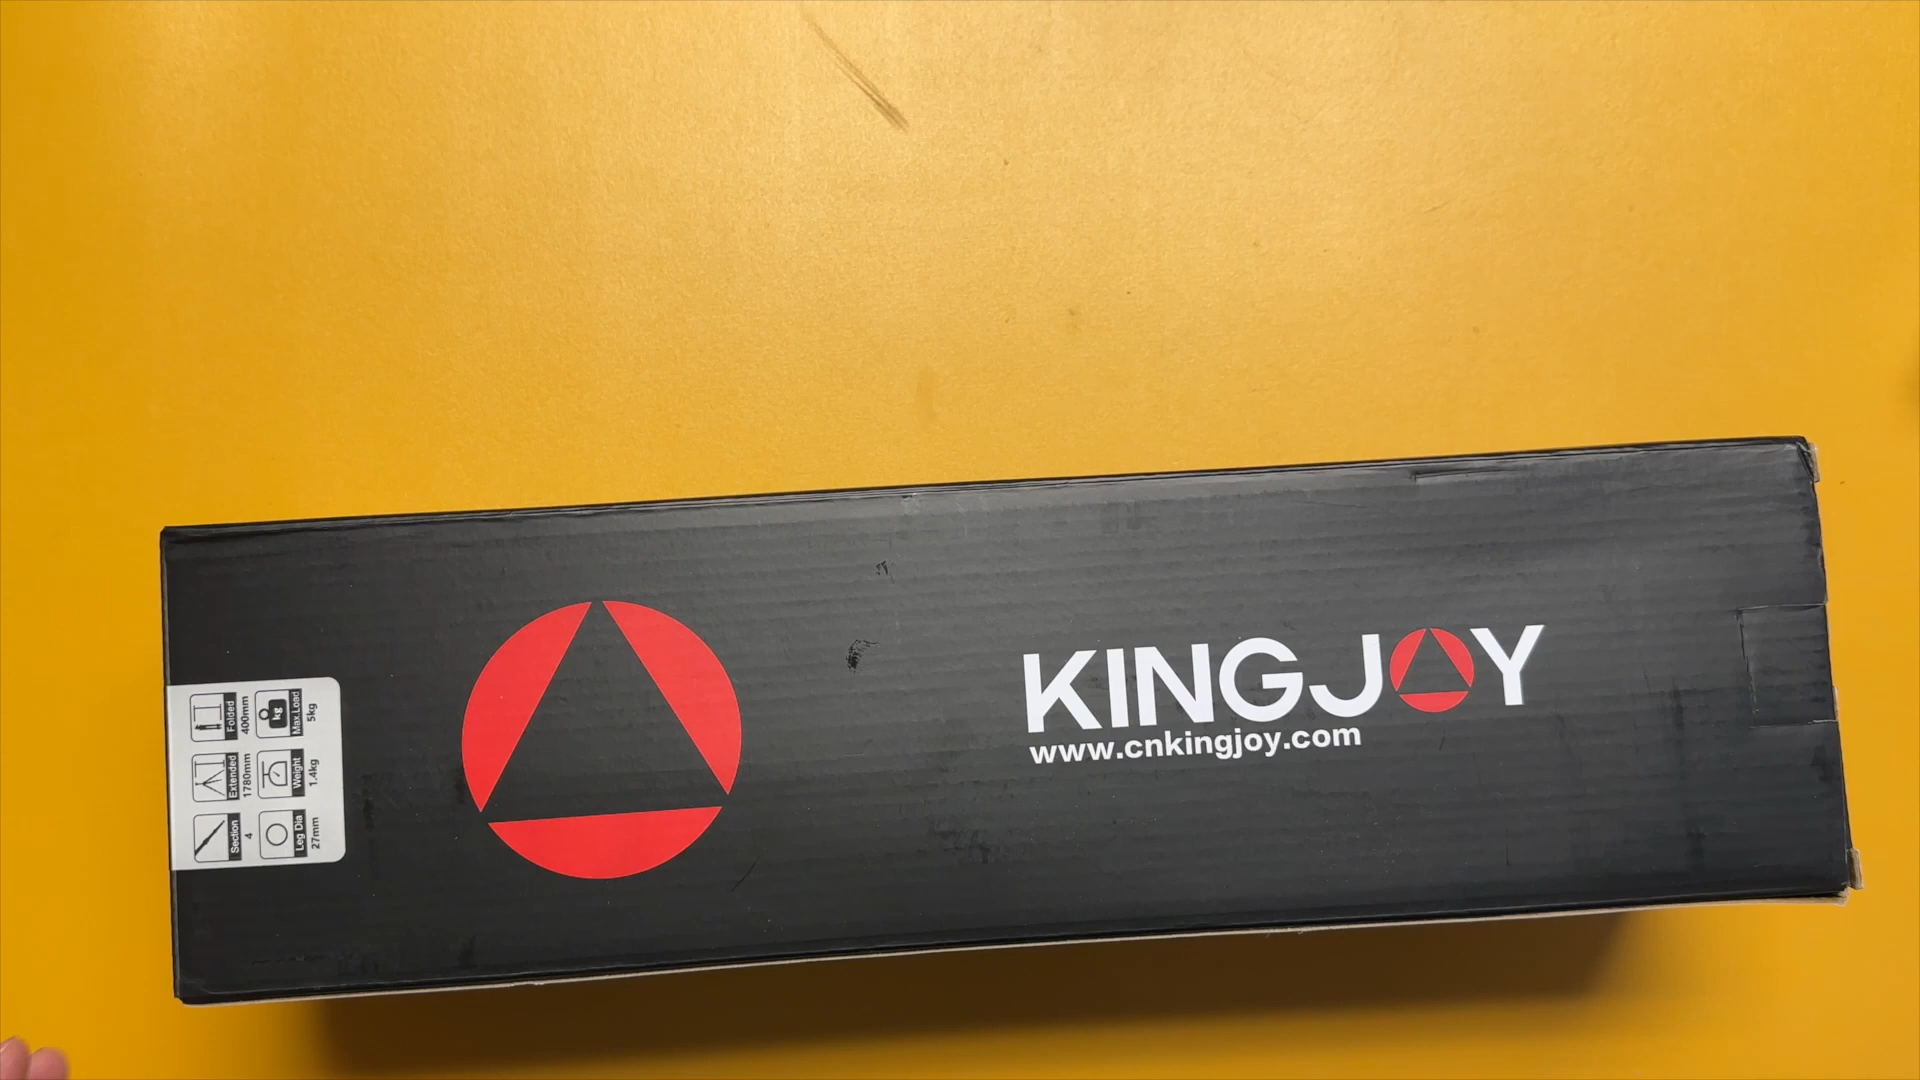 KINGJOY
www.cnkingjoy.com
Section
4
Extended
1780mm
Folded
400mm
Leg Dia
27mm
Weight
1.4kg
kg
Max.Load
5kg